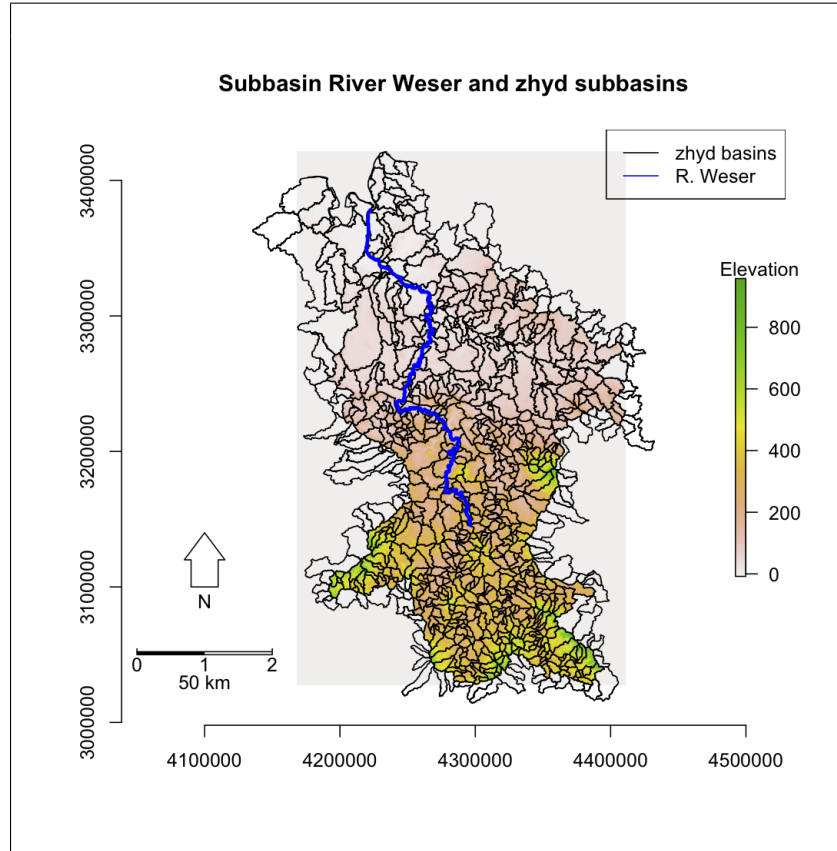 Subbasin River Weser and zhyd subbasins
zhyd basins
R. Weser
Elevation
800
600
400
200
0
3400000
3300000
3200000
3100000
3000000
N
0 1 2
50 km
4100000 4200000 4300000 4400000 4500000